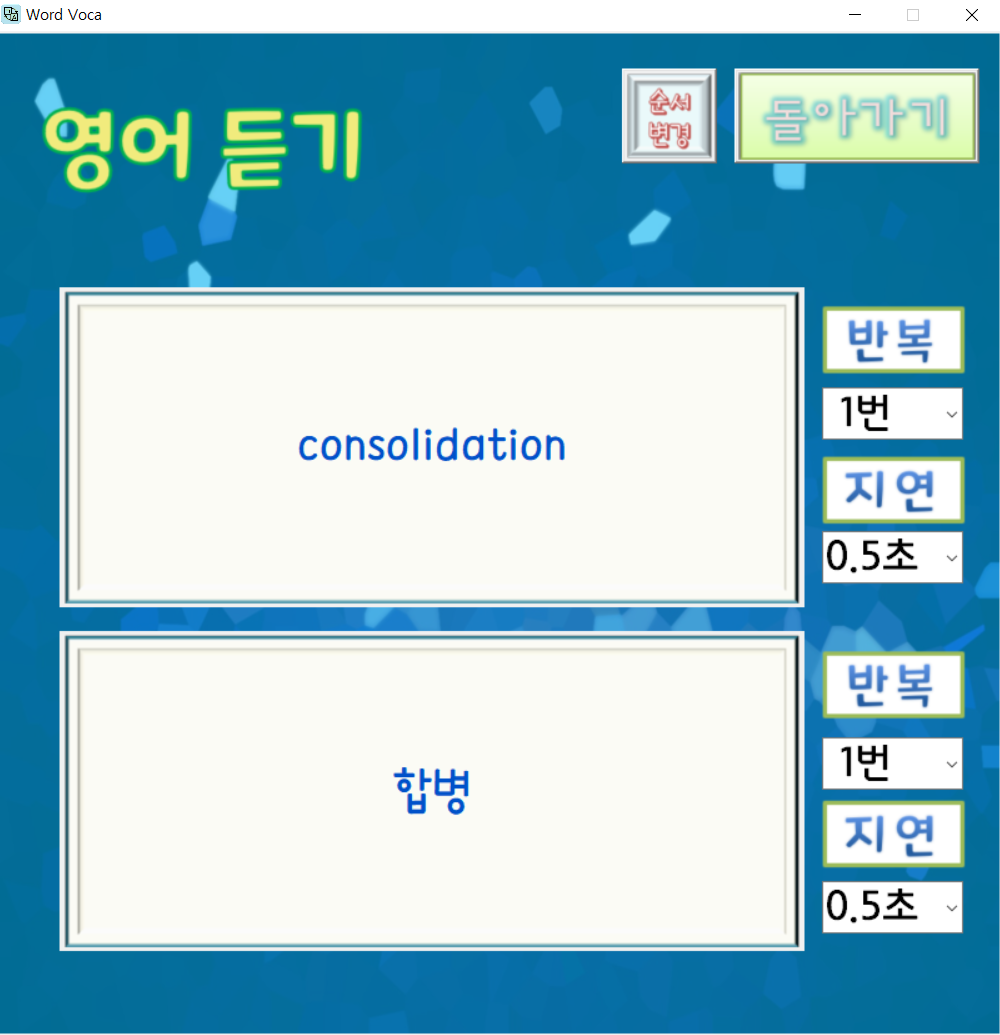 Word Voca
영어 듣기
순서
변경
돌아가기
consolidation
반복
1번
지연
0.5초
합병
반복
1번
지연
0.5초